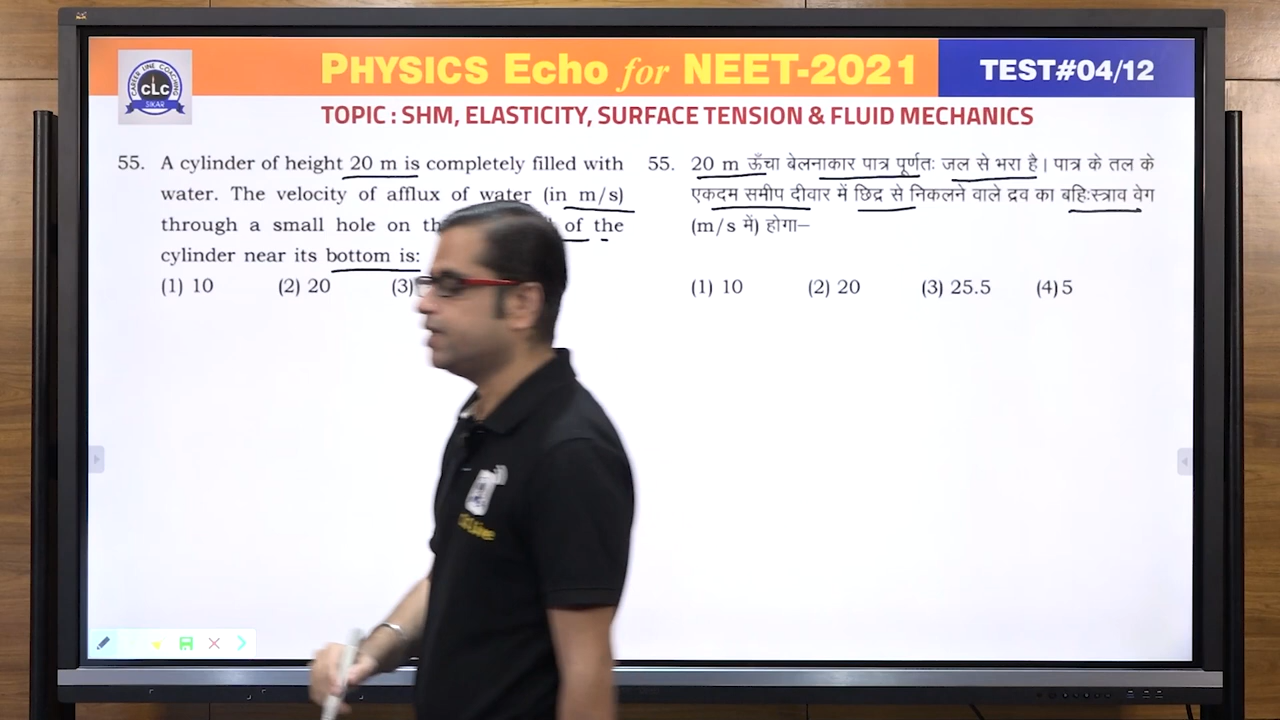 PHYSICS Echo for NEET-2021
TEST#04/12
CAREER LINE COACHING
CLC
SIKAR
TOPIC : SHM, ELASTICITY, SURFACE TENSION & FLUID MECHANICS
55. A cylinder of height 20 m is completely filled with
water. The velocity of afflux of water (in m/s)
through a small hole on of the
cylinder near its bottom is:
(1) 10 (2) 20 (3)
55. 20 m ऊँचा बेलनाकार पात्र पूर्णतः जल से भरा है। पात्र के तल के
एकदम समीप दीवार में छिद्र से निकलने वाले द्रव का बहिःस्त्राव वेग
(m/s में) होगा–
(1) 10 (2) 20 (3) 25.5 (4) 5